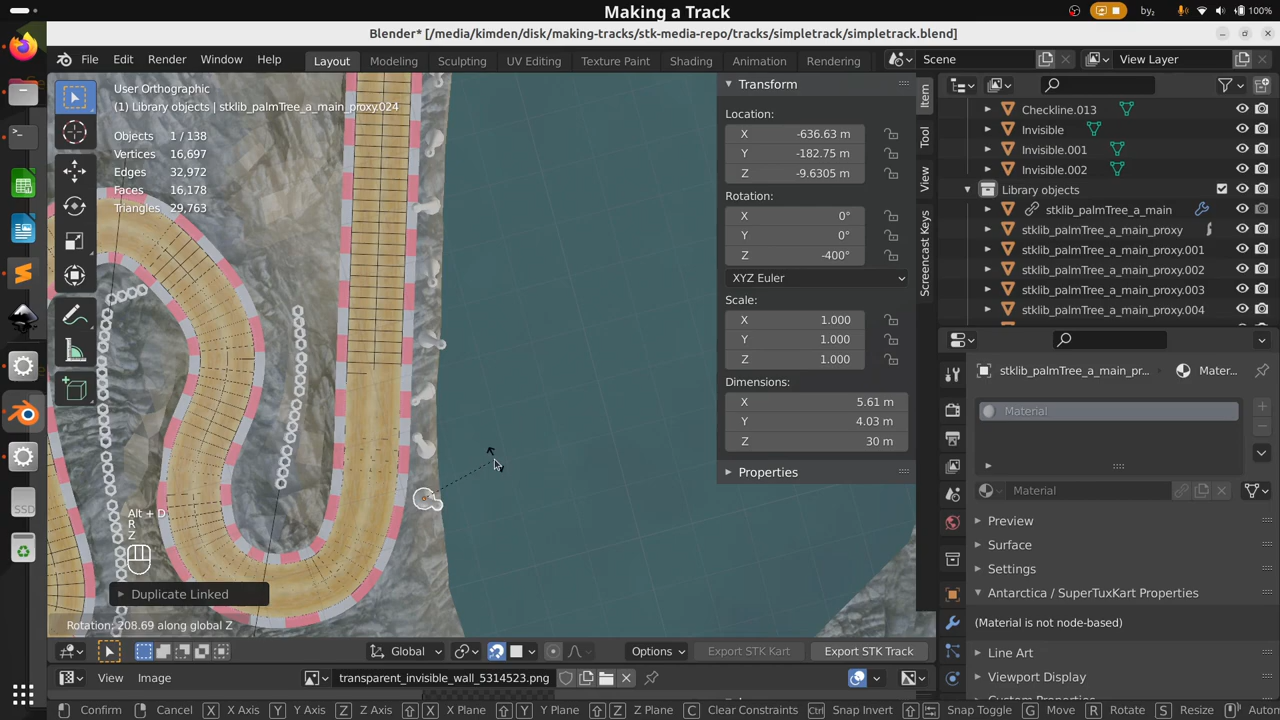 Making a Track
by₂
100%
Blender* [/media/kimden/disk/making-tracks/stk-media-repo/tracks/simpletrack/simpletrack.blend]
File Edit Render Window Help Layout Modeling Sculpting UV Editing Texture Paint Shading Animation Rendering Scene View Layer
User Orthographic
(1) Library objects | stklib_palmTree_a_main_proxy.024
Objects 1 / 138
Vertices 16,697
Edges 32,972
Faces 16,178
Triangles 29,763
Transform
Location:
X -636.63 m
Y -182.75 m
Z -9.6305 m
Rotation:
X 0°
Y 0°
Z -400°
XYZ Euler
Scale:
X 1.000
Y 1.000
Z 1.000
Dimensions:
X 5.61 m
Y 4.03 m
Z 30 m
Properties
Item
Tool
View
Screencast Keys
Checkline.013
Invisible
Invisible.001
Invisible.002
Library objects
stklib_palmTree_a_main
stklib_palmTree_a_main_proxy
stklib_palmTree_a_main_proxy.001
stklib_palmTree_a_main_proxy.002
stklib_palmTree_a_main_proxy.003
stklib_palmTree_a_main_proxy.004
stklib_palmTree_a_main_pr... Mater...
Material
Material
Preview
Surface
Settings
Antarctica / SuperTuxKart Properties
(Material is not node-based)
Line Art
Viewport Display
SSD
Alt + D
R
Z
Duplicate Linked
Rotation: 208.69 along global Z
Global Options Export STK Kart Export STK Track
View Image transparent_invisible_wall_5314523.png
Confirm Cancel X X Axis Y Y Axis Z Z Axis X X Plane Y Y Plane Z Z Plane C Clear Constraints Ctrl Snap Invert Snap Toggle G Move R Rotate S Resize